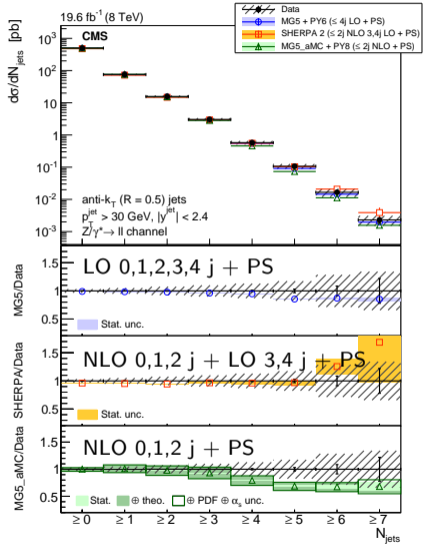 19.6 fb⁻¹ (8 TeV)
Data
MG5 + PY6 (≤ 4j LO + PS)
SHERPA 2 (≤ 2j NLO 3,4j LO + PS)
MG5_aMC + PY8 (≤ 2j NLO + PS)
CMS
dσ/dN_jets [pb]
10³
10²
10
1
10⁻¹
10⁻²
10⁻³
anti-k_T (R = 0.5) jets
p_T^jet > 30 GeV, |y^jet| < 2.4
Z/γ*→ ll channel
MG5/Data
1.5
1
0.5
LO 0,1,2,3,4 j + PS
Stat. unc.
SHERPA/Data
1.5
1
0.5
NLO 0,1,2 j + LO 3,4 j + PS
Stat. unc.
MG5_aMC/Data
1.5
1
0.5
NLO 0,1,2 j + PS
Stat. ⊕ theo. ⊕ PDF ⊕ α_s unc.
≥ 0 ≥ 1 ≥ 2 ≥ 3 ≥ 4 ≥ 5 ≥ 6 ≥ 7
N_jets